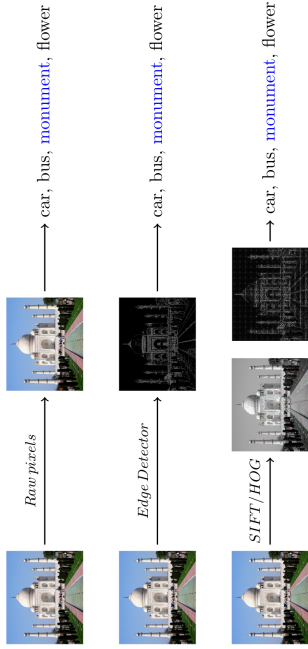 Raw pixels
car, bus, monument, flower
Edge Detector
car, bus, monument, flower
SIFT/HOG
car, bus, monument, flower